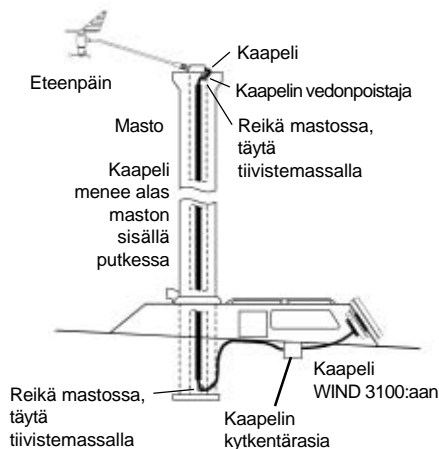 Kaapeli
Eteenpäin
Kaapelin vedonpoistaja
Masto
Reikä mastossa,
täytä
tiivistemassalla
Kaapeli
menee alas
maston
sisällä
putkessa
Kaapeli
WIND 3100:aan
Reikä mastossa,
täytä
tiivistemassalla
Kaapelin
kytkentärasia